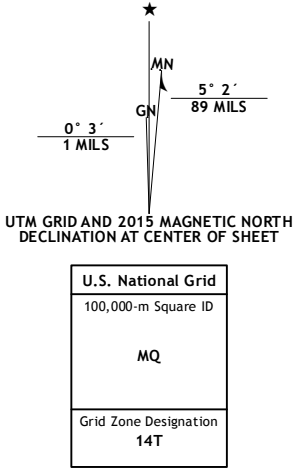 MN
GN
5° 2´
89 MILS
0° 3´
1 MILS
UTM GRID AND 2015 MAGNETIC NORTH
DECLINATION AT CENTER OF SHEET
U.S. National Grid
100,000-m Square ID
MQ
Grid Zone Designation
14T